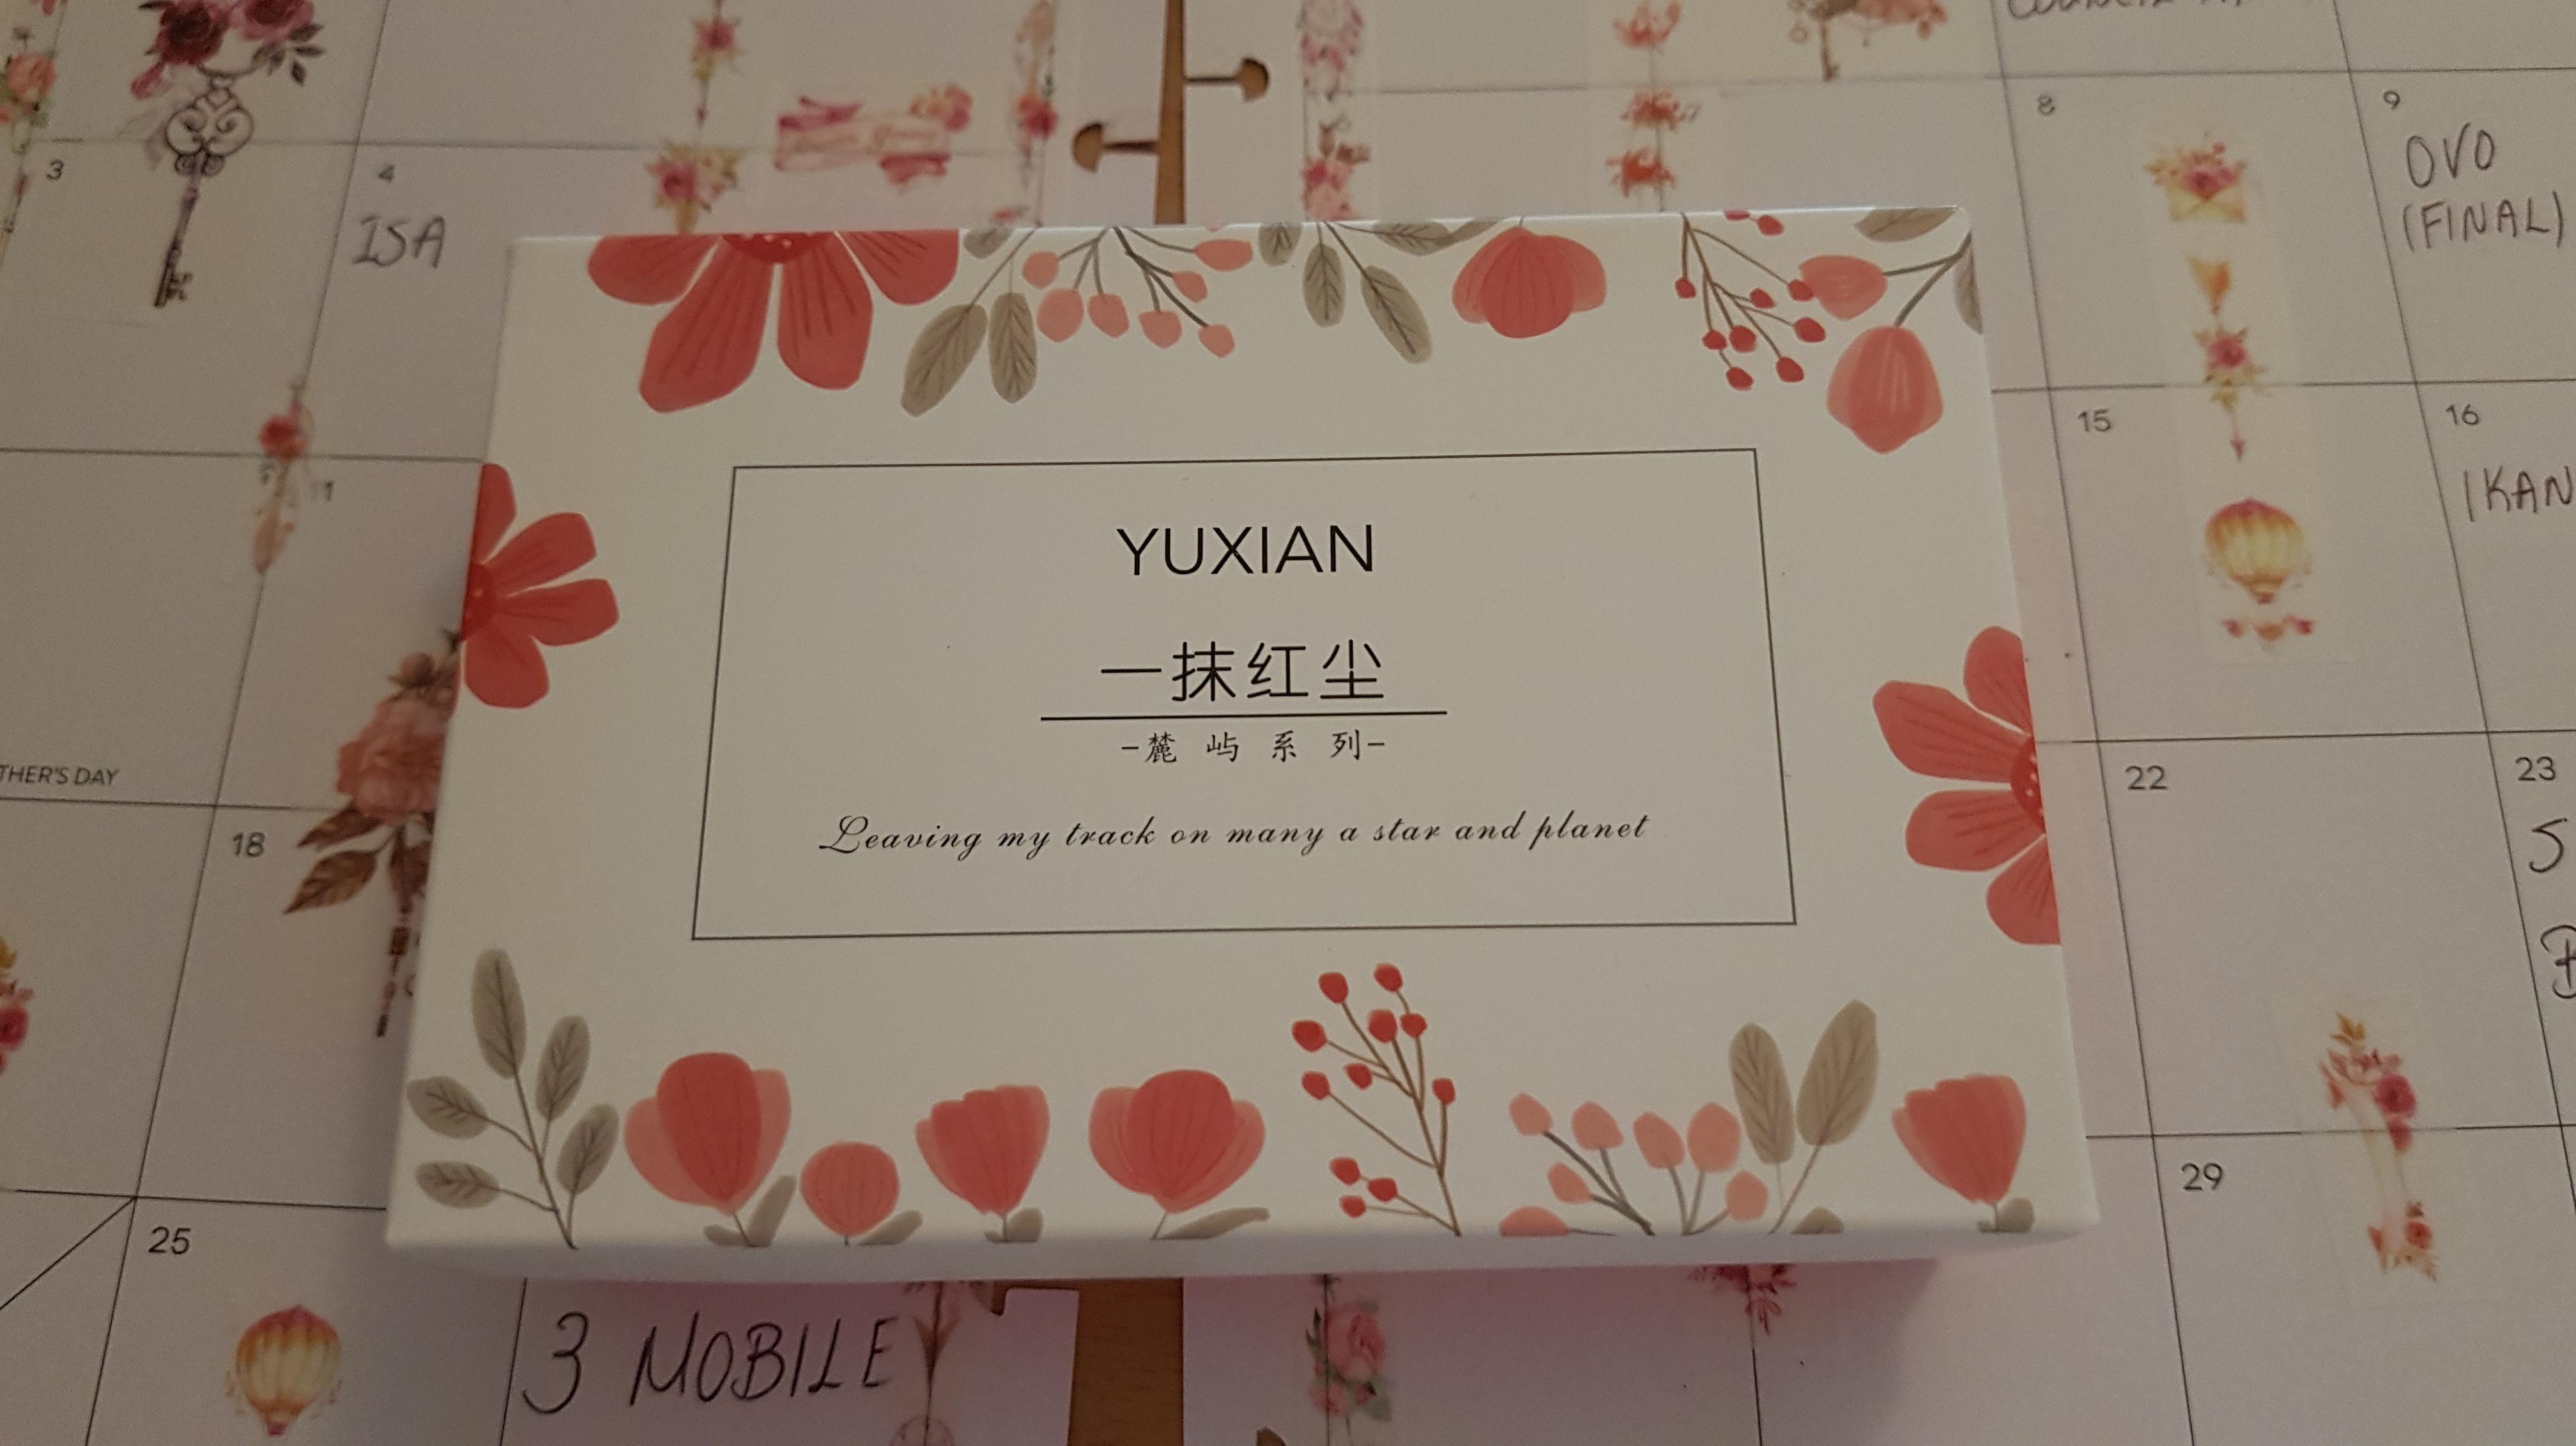 3
4
ISA
8
9
OVO
(FINAL)
11
15
16
IKAN
YUXIAN
一抹红尘
-麓屿系列-
Leaving my track on many a star and planet
THER'S DAY
18
22
23
S
25
29
3 MOBILE